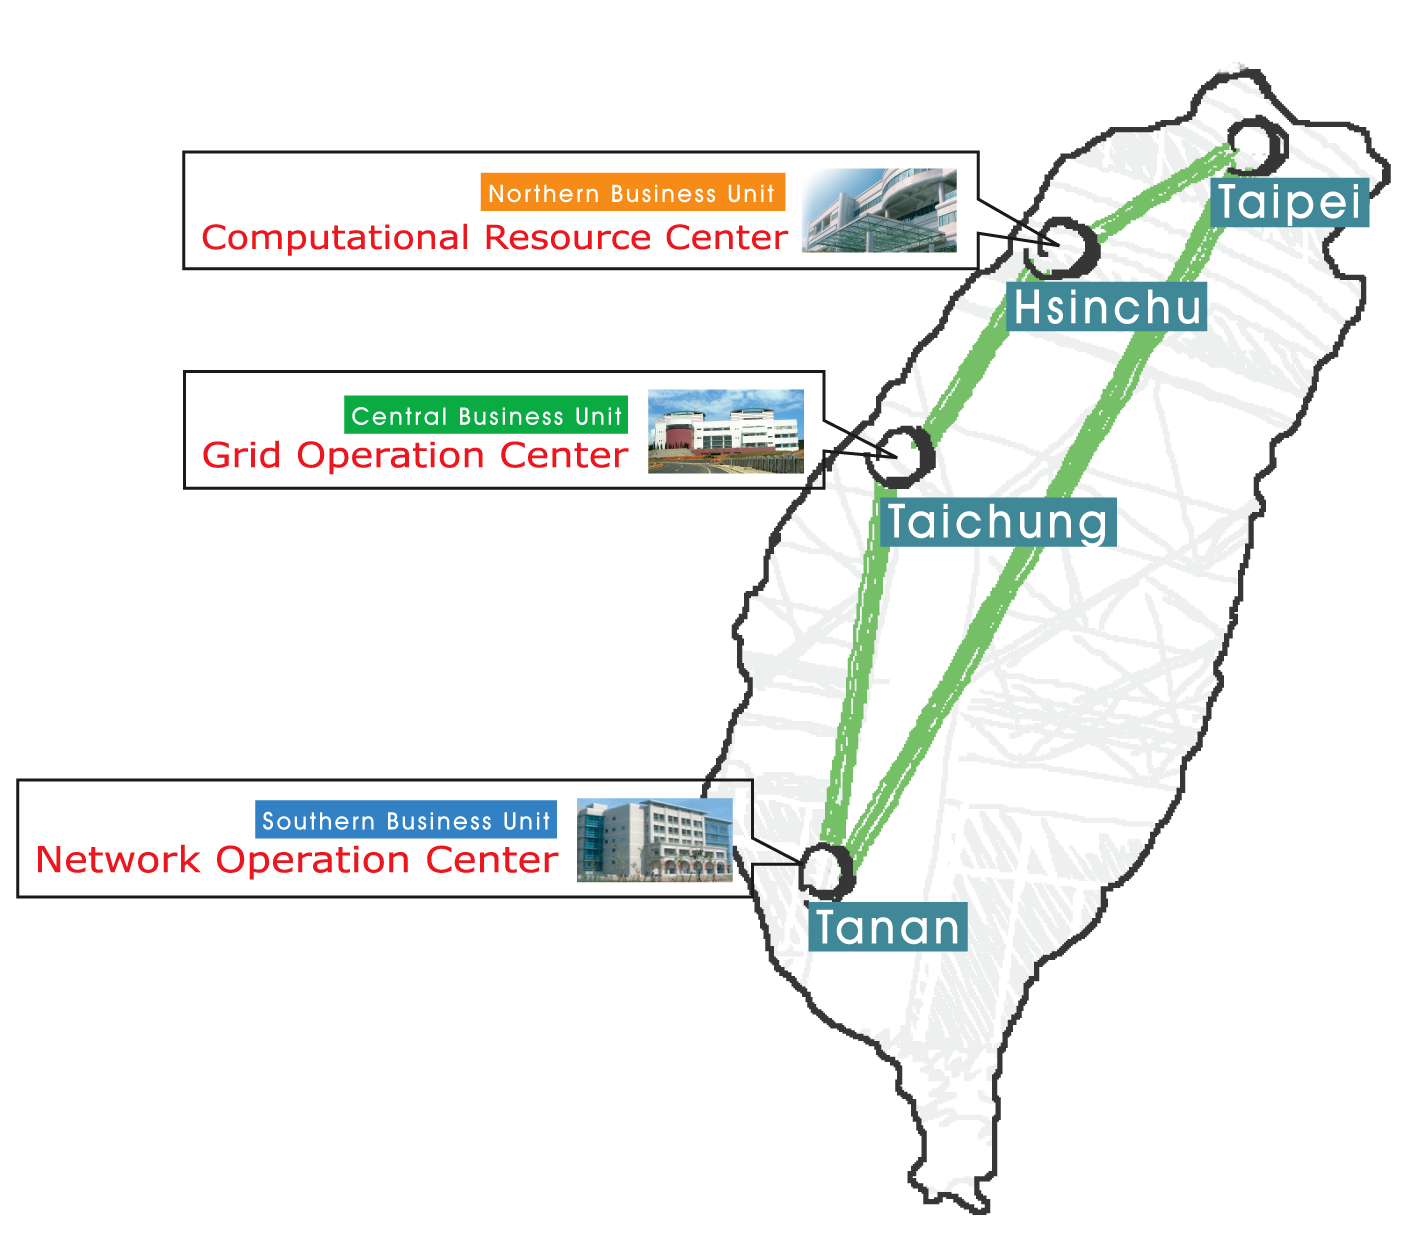 Taipei
Northern Business Unit
Computational Resource Center
Hsinchu
Central Business Unit
Grid Operation Center
Taichung
Southern Business Unit
Network Operation Center
Tanan